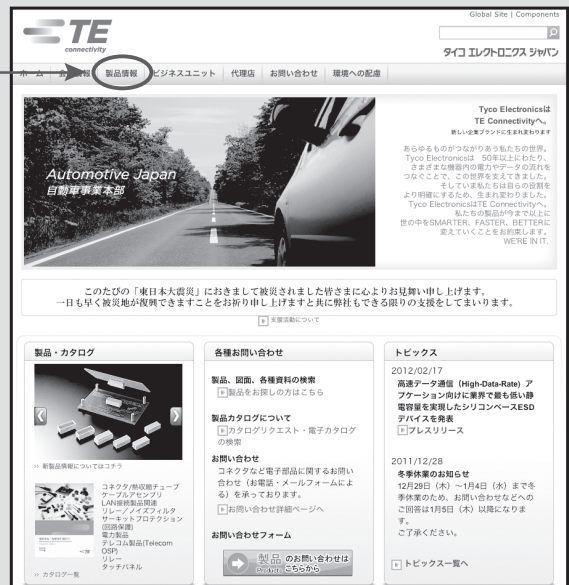 Global Site | Components
TE
connectivity
タイコ エレクトロニクス ジャパン
ホーム
製品情報
ビジネスユニット
代理店
お問い合わせ
環境への配慮
Automotive Japan
自動車事業本部
Tyco Electronicsは
TE Connectivityへ。
新しい企業ブランドに生まれ変わります
あらゆるものがつながりあう私たちの世界。
Tyco Electronicsは 50年以上にわたり、
さまざまな機器内の電力やデータの流れを
つなぐことで、この世界を支えてきました。
そしていま私たちは自らの役割を
より明確にするため、生まれ変わりました。
Tyco ElectronicsはTE Connectivityへ。
私たちの製品が今まで以上に
世の中をSMARTER、FASTER、BETTERに
変えていくことをお約束します。
WE'RE IN IT.
このたびの「東日本大震災」におきまして被災されました皆さまに心よりお見舞い申し上げます。
一日も早く被災地が復興できますことをお祈り申し上げますと共に弊社もできる限りの支援をしてまいります。
支援活動について
製品・カタログ
›› 新製品情報についてはコチラ
コネクタ/熱収縮チューブ
ケーブルアセンブリ
LAN接続製品関連
リレー／ノイズフィルタ
サーキットプロテクション
(回路保護)
電力製品
テレコム製品(Telecom
OSP)
リレー
タッチパネル
›› カタログ一覧
各種お問い合わせ
製品、図面、各種資料の検索
製品をお探しの方はこちら
製品カタログについて
カタログリクエスト・電子カタログ
の検索
お問い合わせ
コネクタなど電子部品に関するお問い
合わせ（お電話・メールフォームによ
る）を承っております。
お問い合わせ詳細ページへ
お問い合わせフォーム
製品 のお問い合わせは
Products こちらから
トピックス
2012/02/17
高速データ通信（High-Data-Rate）ア
プケーション向けに業界で最も低い静
電容量を実現したシリコンベースESD
デバイスを発表
プレスリリース
2011/12/28
冬季休業のお知らせ
12月29日（木）〜1月4日（水）まで冬
季休業のため、お問い合わせなどへの
ご回答は1月5日（木）以降になりま
す。
ご了承ください。
トピックス一覧へ